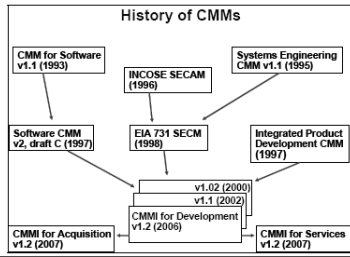 History of CMMs
CMM for Software
v1.1 (1993)
Systems Engineering
CMM v1.1 (1995)
INCOSE SECAM
(1996)
Software CMM
v2, draft C (1997)
EIA 731 SECM
(1998)
Integrated Product
Development CMM
(1997)
v1.02 (2000)
v1.1 (2002)
CMMI for Development
v1.2 (2006)
CMMI for Acquisition
v1.2 (2007)
CMMI for Services
v1.2 (2007)